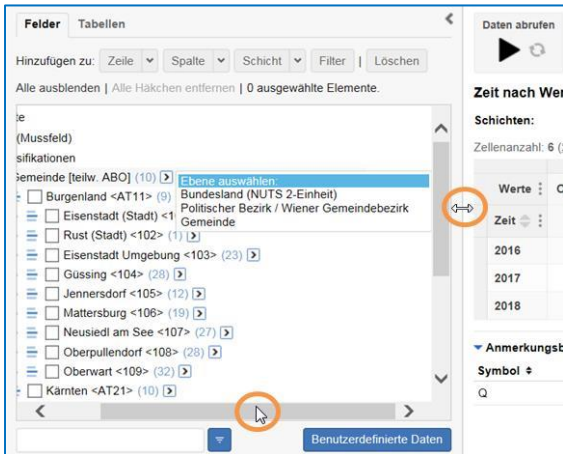 Felder Tabellen
Hinzufügen zu: Zeile Spalte Schicht Filter | Löschen
Alle ausblenden | Alle Häkchen entfernen | 0 ausgewählte Elemente.
(Mussfeld)
Gemeinde [teilw. ABO] (10)
Ebene auswählen:
Bundesland (NUTS 2-Einheit)
Politischer Bezirk / Wiener Gemeindebezirk
Gemeinde
Burgenland <AT11> (9)
Eisenstadt (Stadt) <1
Rust (Stadt) <102> (1)
Eisenstadt Umgebung <103> (23)
Güssing <104> (28)
Jennersdorf <105> (12)
Mattersburg <106> (19)
Neusiedl am See <107> (27)
Oberpullendorf <108> (28)
Oberwart <109> (32)
Kärnten <AT21> (10)
Benutzerdefinierte Daten
Daten abrufen
Zeit nach Wer
Schichten:
Zellenanzahl: 6 (
Werte
Zeit
2016
2017
2018
Anmerkungsb
Symbol
Q